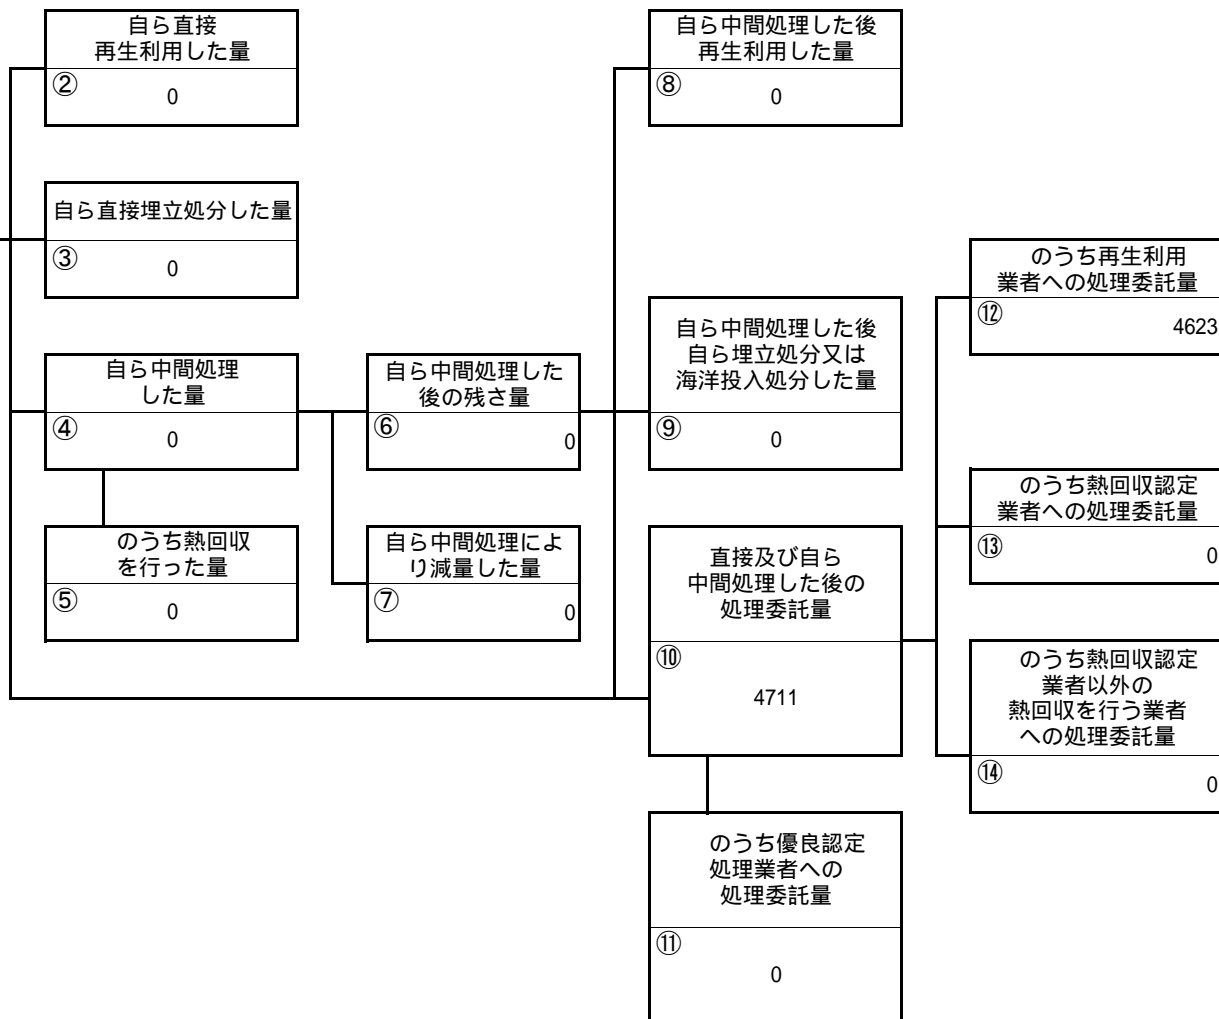 自ら直接
再生利用した量
②
0
自ら中間処理した後
再生利用した量
⑧
0
自ら直接埋立処分した量
③
0
のうち再生利用
業者への処理委託量
⑫
4623
自ら中間処理した後
自ら埋立処分又は
海洋投入処分した量
⑨
0
自ら中間処理
した量
④
0
自ら中間処理した
後の残さ量
⑥
0
のうち熱回収認定
業者への処理委託量
⑬
0
のうち熱回収
を行った量
⑤
0
自ら中間処理によ
り減量した量
⑦
0
直接及び自ら
中間処理した後の
処理委託量
⑩
4711
のうち熱回収認定
業者以外の
熱回収を行う業者
への処理委託量
⑭
0
のうち優良認定
処理業者への
処理委託量
⑪
0